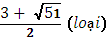 (3 + √51)/2 (loại)